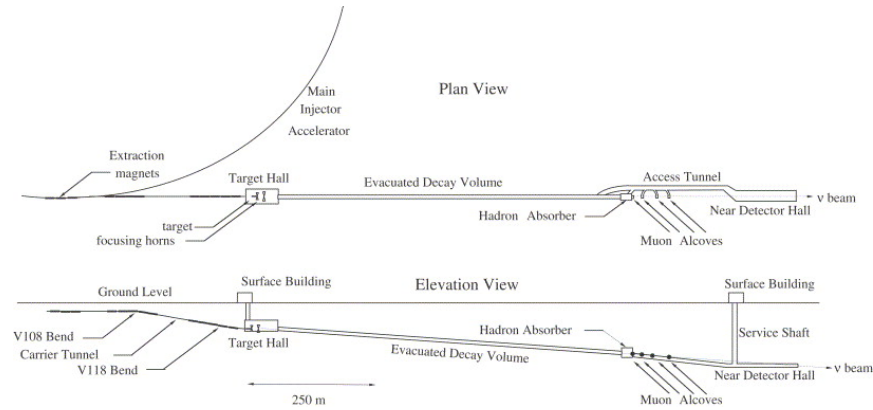 Main
Injector
Accelerator
Plan View
Extraction
magnets
Target Hall
Evacuated Decay Volume
Access Tunnel
ν beam
target
focusing horns
Hadron Absorber
Near Detector Hall
Muon Alcoves
Ground Level
Surface Building
Elevation View
Surface Building
V108 Bend
Carrier Tunnel
V118 Bend
Target Hall
Hadron Absorber
Evacuated Decay Volume
Service Shaft
ν beam
Near Detector Hall
250 m
Muon Alcoves